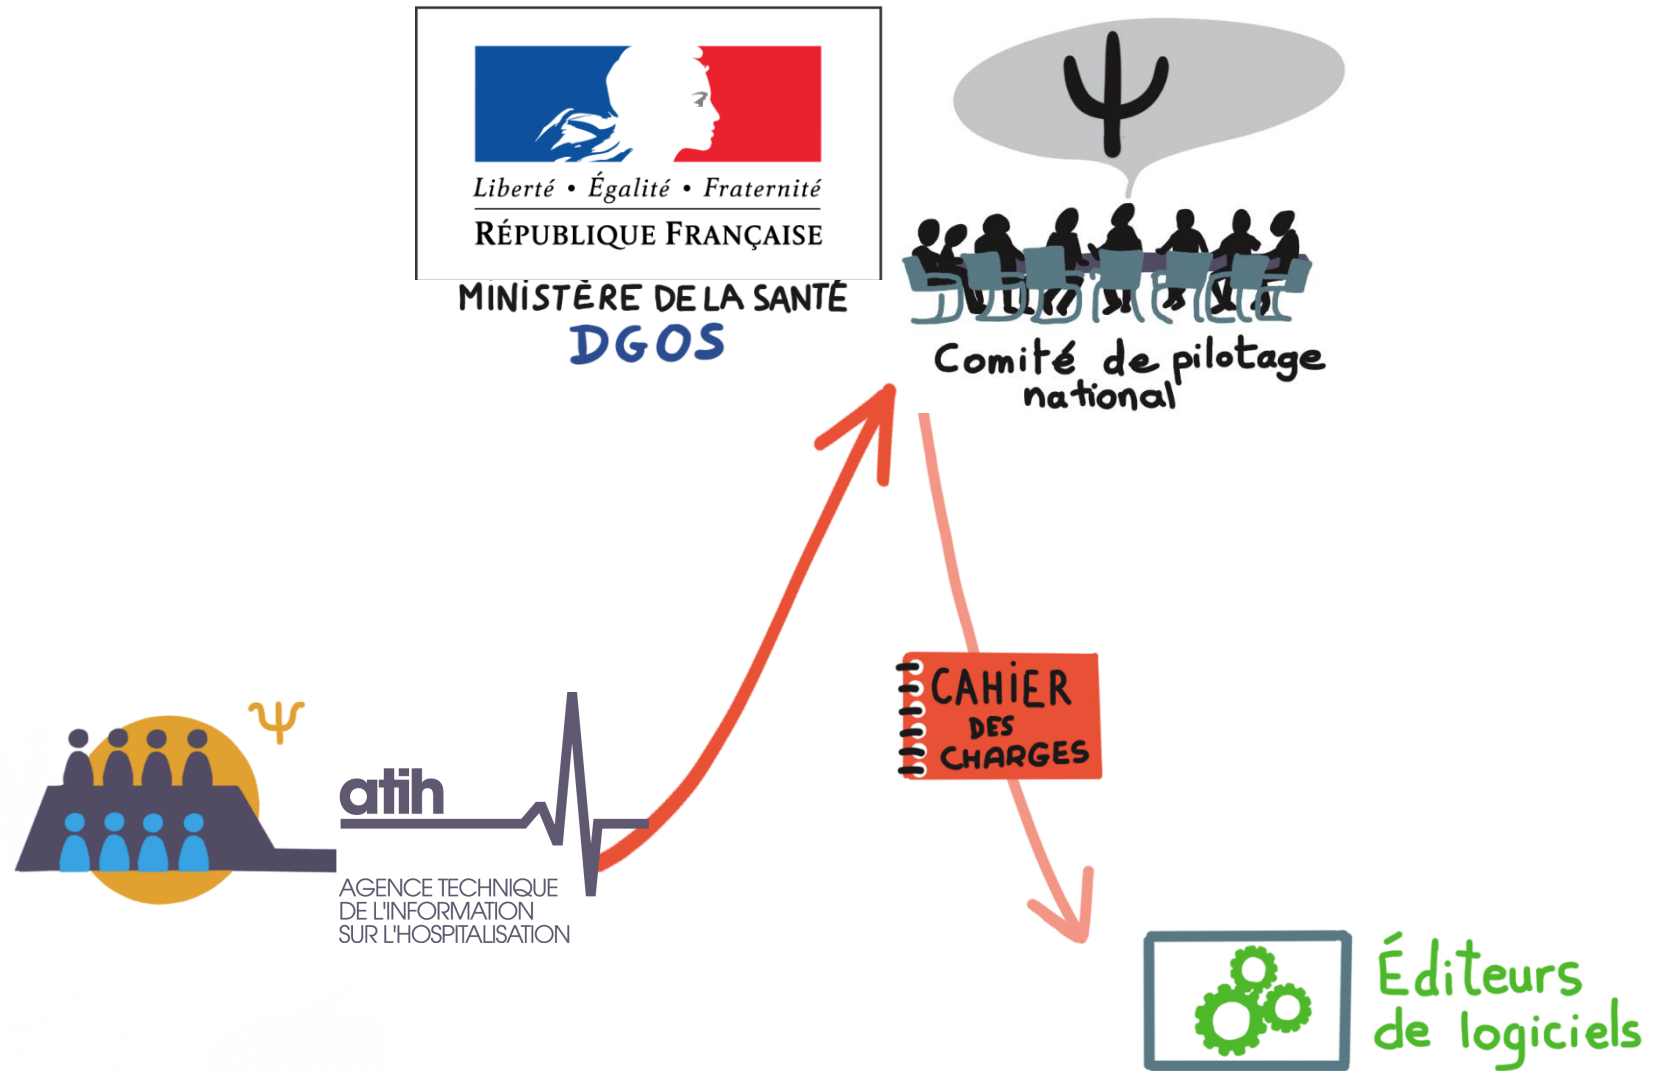 Liberté • Égalité • Fraternité
RÉPUBLIQUE FRANÇAISE
MINISTÈRE DE LA SANTÉ
DGOS
Comité de pilotage
national
CAHIER
DES
CHARGES
atih
AGENCE TECHNIQUE
DE L'INFORMATION
SUR L'HOSPITALISATION
Éditeurs
de logiciels